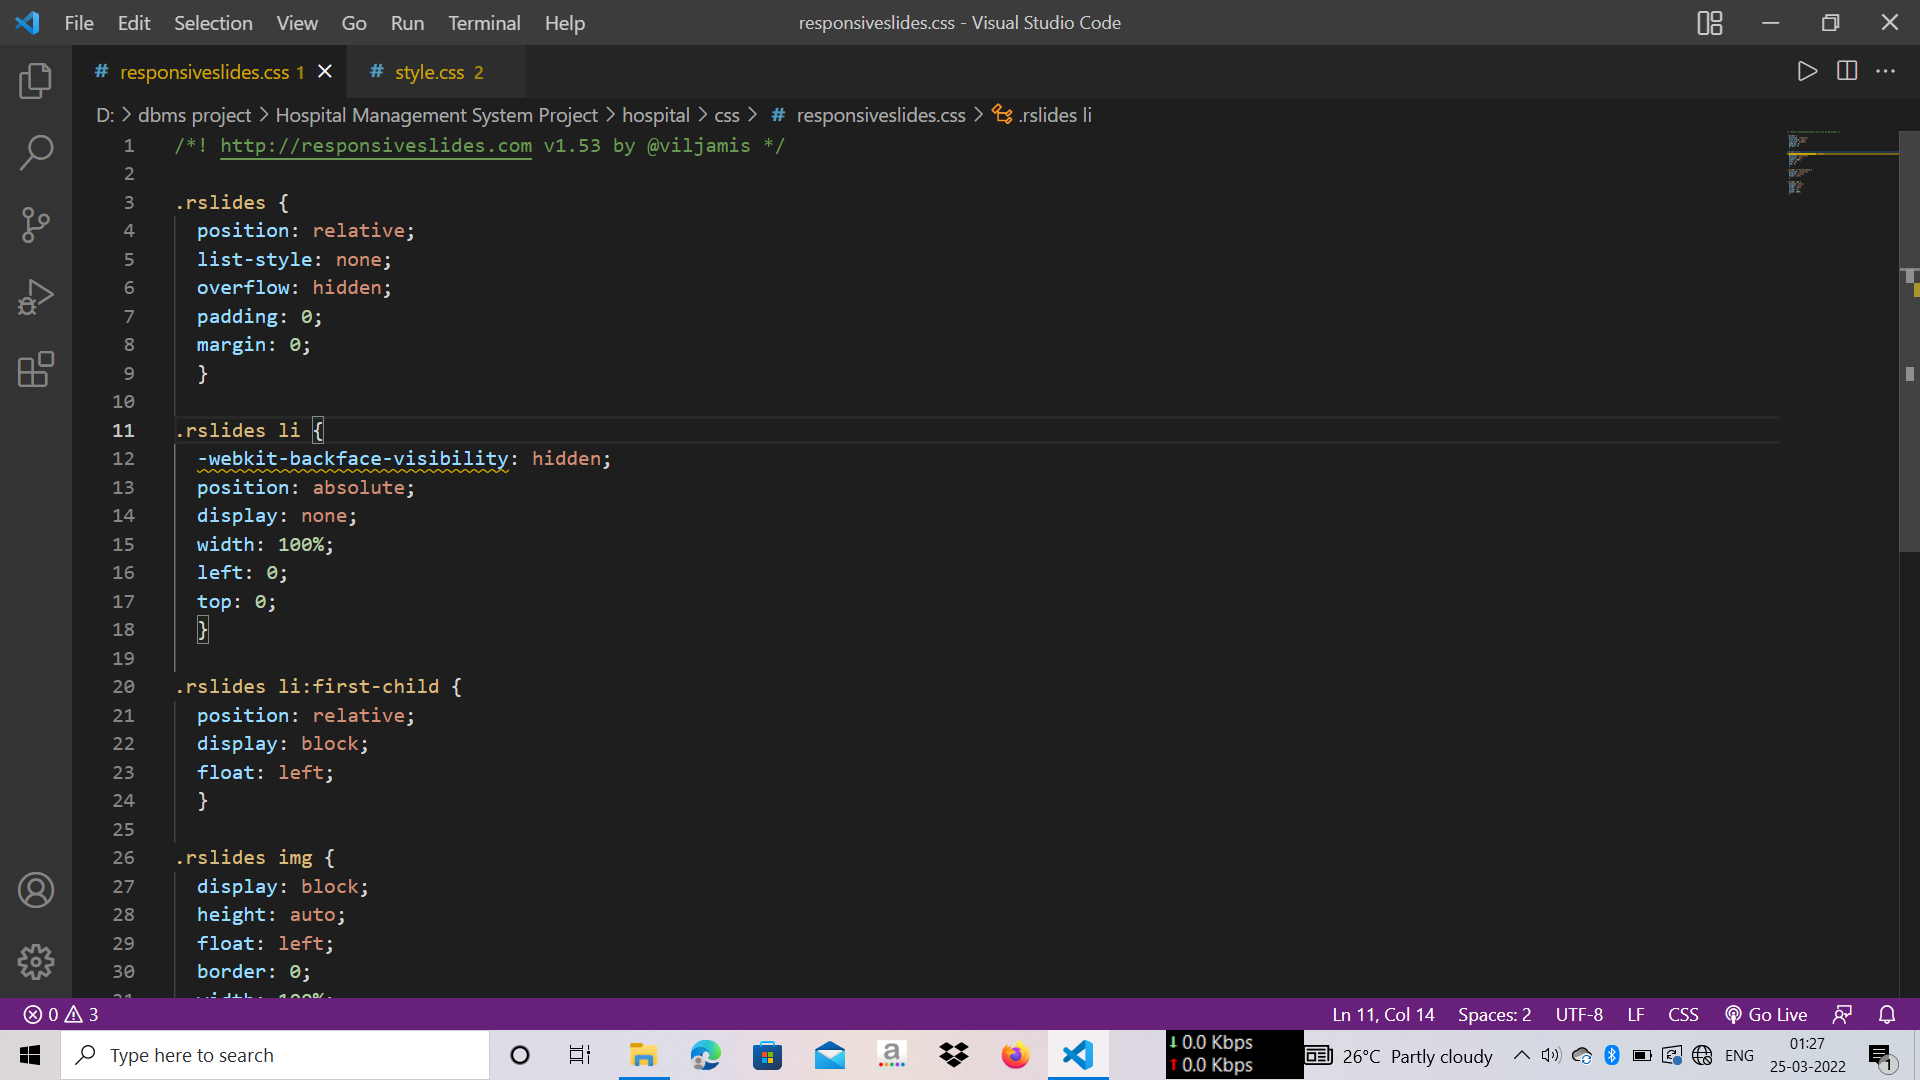 File Edit Selection View Go Run Terminal Help
responsiveslides.css - Visual Studio Code
# responsiveslides.css 1
# style.css 2
D: > dbms project > Hospital Management System Project > hospital > css > # responsiveslides.css > .rslides li
1 /*! http://responsiveslides.com v1.53 by @viljamis */
2
3 .rslides {
4 position: relative;
5 list-style: none;
6 overflow: hidden;
7 padding: 0;
8 margin: 0;
9 }
10
11 .rslides li {
12 -webkit-backface-visibility: hidden;
13 position: absolute;
14 display: none;
15 width: 100%;
16 left: 0;
17 top: 0;
18 }
19
20 .rslides li:first-child {
21 position: relative;
22 display: block;
23 float: left;
24 }
25
26 .rslides img {
27 display: block;
28 height: auto;
29 float: left;
30 border: 0;
31 width: 100%;
0 3
Ln 11, Col 14 Spaces: 2 UTF-8 LF CSS Go Live
Type here to search
a
0.0 Kbps
0.0 Kbps
26°C Partly cloudy
ENG
01:27
25-03-2022
1